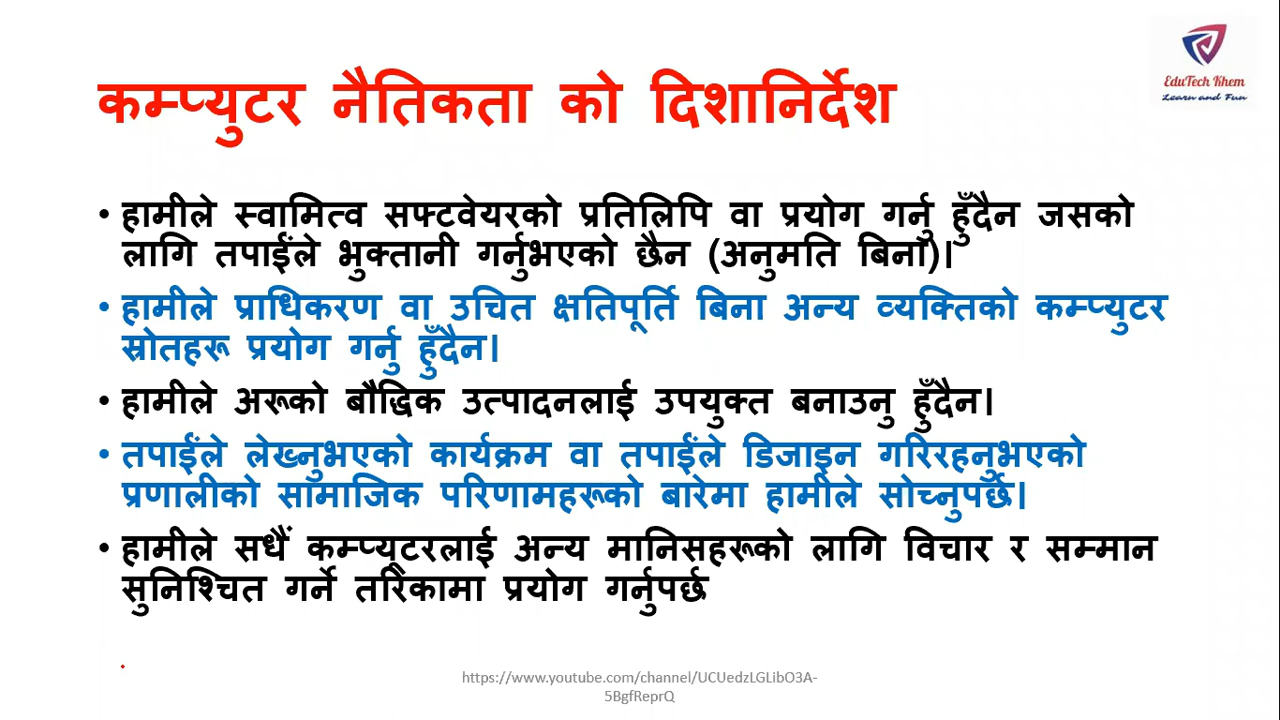 EduTech Khem
Learn and Fun
कम्प्युटर नैतिकता को दिशानिर्देश
• हामीले स्वामित्व सफ्टवेयरको प्रतिलिपि वा प्रयोग गर्नु हुँदैन जसको
लागि तपाईंले भुक्तानी गर्नुभएको छैन (अनुमति बिना)।
• हामीले प्राधिकरण वा उचित क्षतिपूर्ति बिना अन्य व्यक्तिको कम्प्युटर
स्रोतहरू प्रयोग गर्नु हुँदैन।
• हामीले अरूको बौद्धिक उत्पादनलाई उपयुक्त बनाउनु हुँदैन।
• तपाईंले लेख्नुभएको कार्यक्रम वा तपाईंले डिजाइन गरिरहनुभएको
प्रणालीको सामाजिक परिणामहरूको बारेमा हामीले सोच्नुपर्छ।
• हामीले सधैं कम्प्यूटरलाई अन्य मानिसहरूको लागि विचार र सम्मान
सुनिश्चित गर्ने तरिकामा प्रयोग गर्नुपर्छ
https://www.youtube.com/channel/UCUedzLGLibO3A-
5BgfReprQ